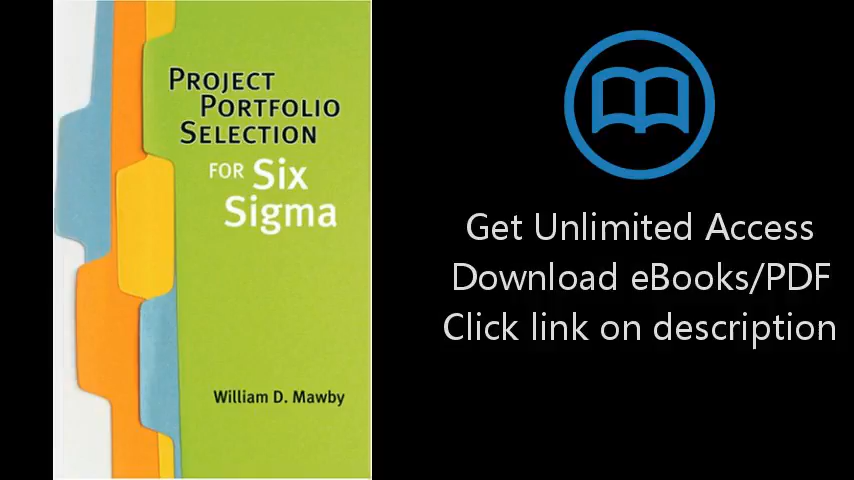 PROJECT
PORTFOLIO
SELECTION
FOR Six
Sigma
William D. Mawby
Get Unlimited Access
Download eBooks/PDF
Click link on description